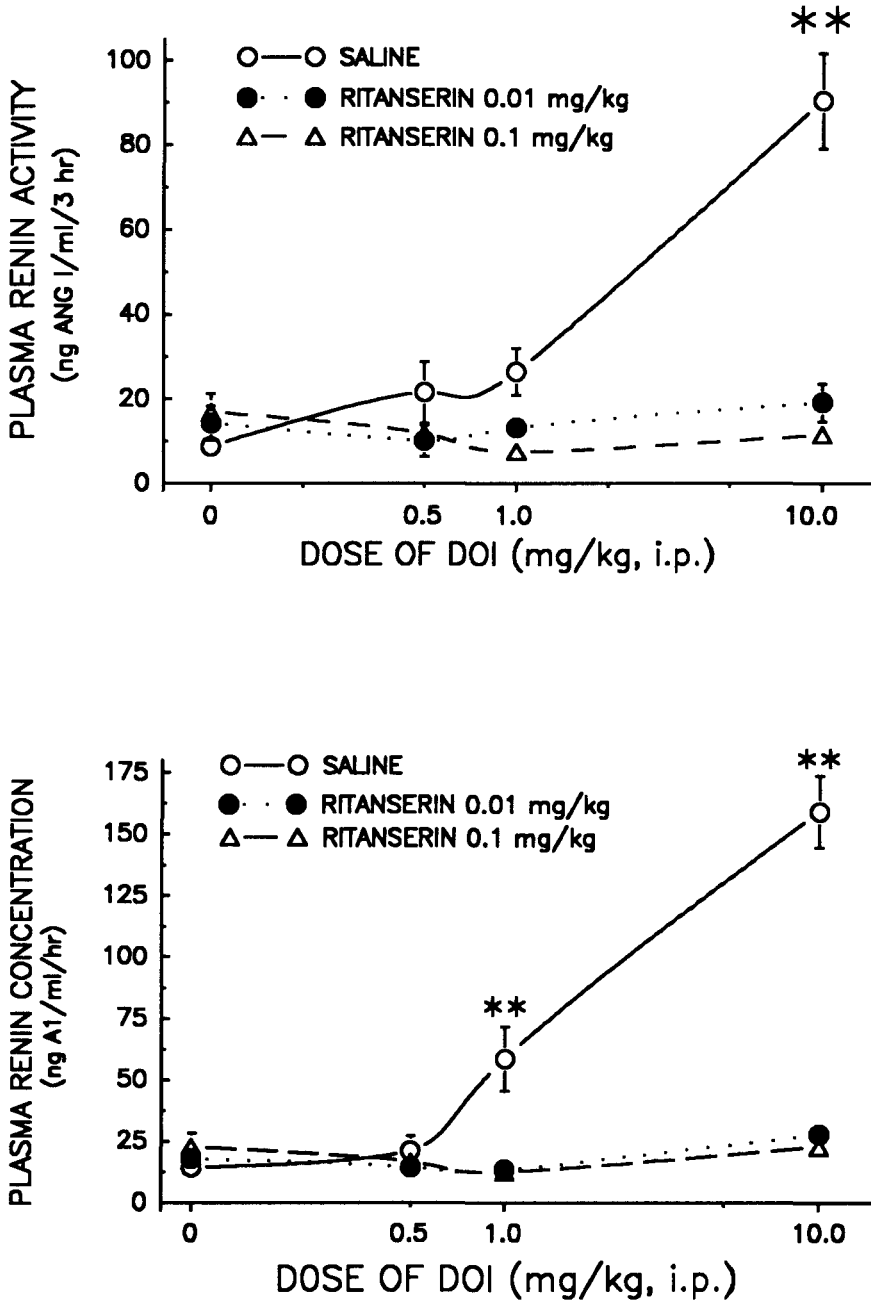 **
100
80
60
40
20
0
PLASMA RENIN ACTIVITY
(ng ANG I/ml/3 hr)
SALINE
RITANSERIN 0.01 mg/kg
RITANSERIN 0.1 mg/kg
0 0.5 1.0 10.0
DOSE OF DOI (mg/kg, i.p.)
175
150
125
100
75
50
25
0
PLASMA RENIN CONCENTRATION
(ng A1/ml/hr)
SALINE
RITANSERIN 0.01 mg/kg
RITANSERIN 0.1 mg/kg
**
**
0 0.5 1.0 10.0
DOSE OF DOI (mg/kg, i.p.)